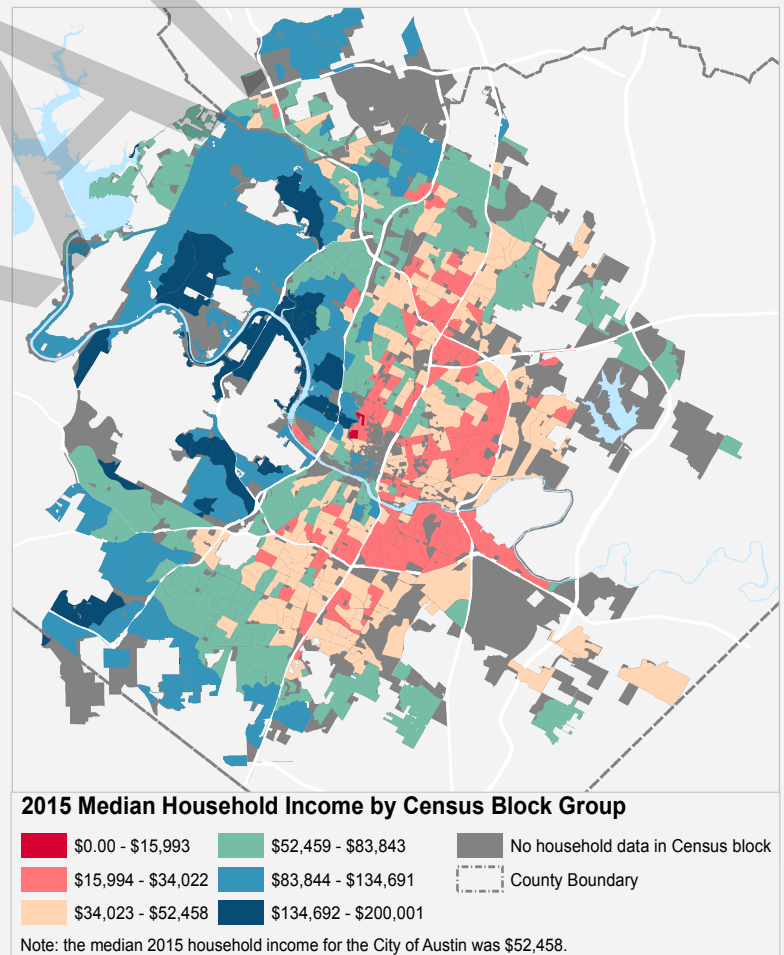 2015 Median Household Income by Census Block Group
$0.00 - $15,993
$15,994 - $34,022
$34,023 - $52,458
$52,459 - $83,843
$83,844 - $134,691
$134,692 - $200,001
No household data in Census block
County Boundary
Note: the median 2015 household income for the City of Austin was $52,458.